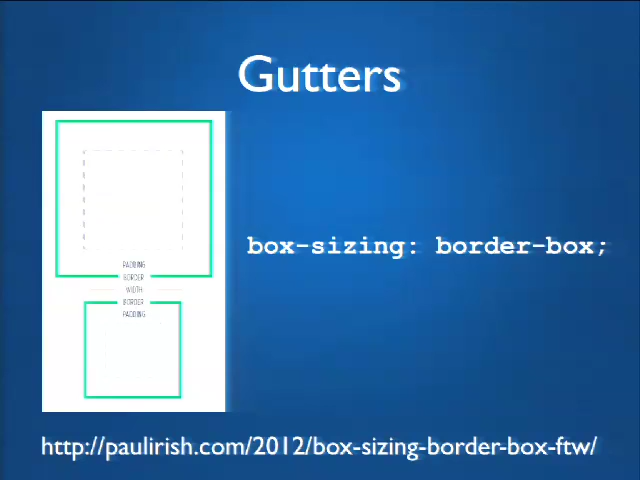 Gutters
PADDING
BORDER
WIDTH
BORDER
PADDING
box-sizing: border-box;
http://paulirish.com/2012/box-sizing-border-box-ftw/